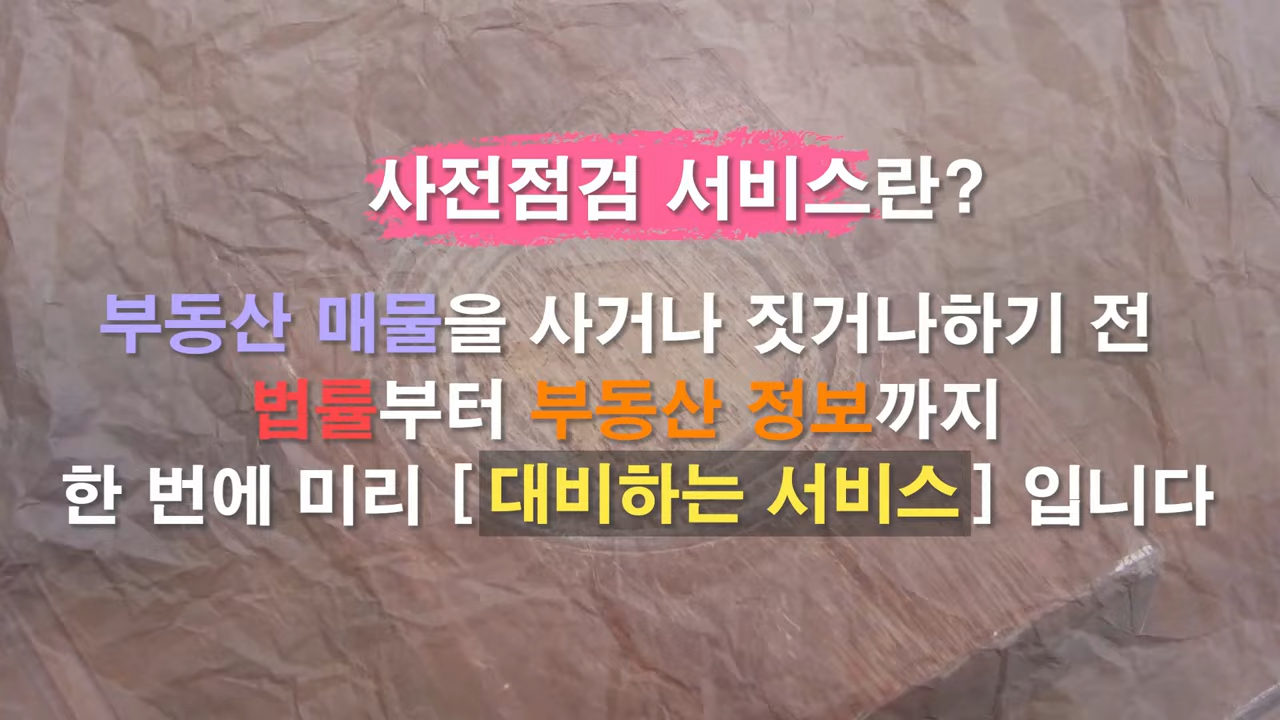 사전점검 서비스란?
부동산 매물을 사거나 짓거나하기 전
법률부터 부동산 정보까지
한 번에 미리 [대비하는 서비스] 입니다